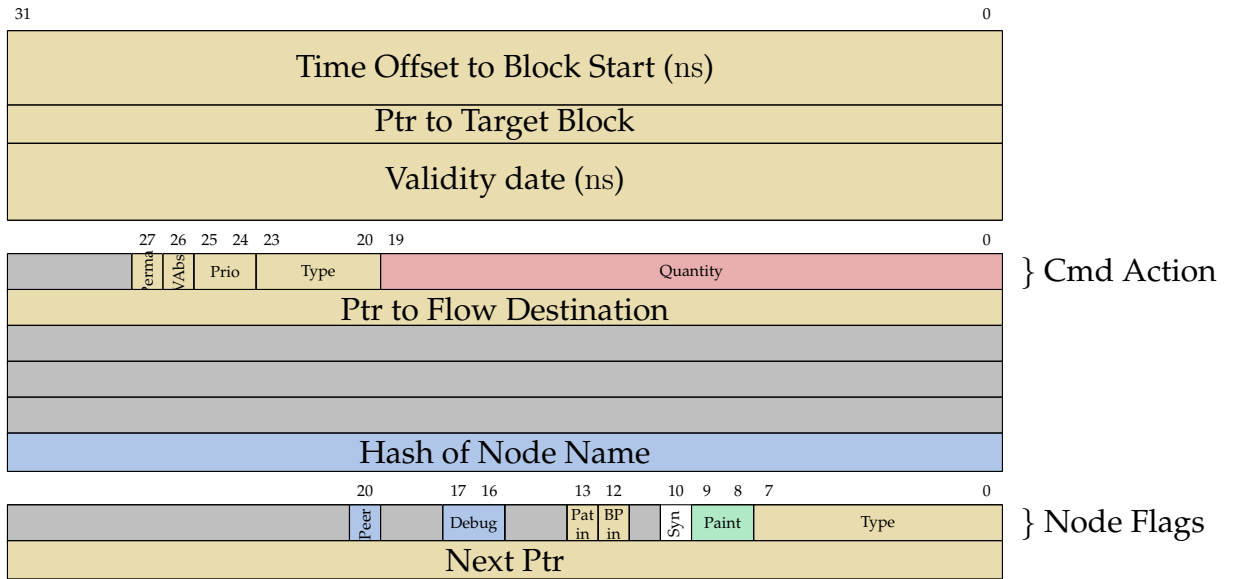 31 0
Time Offset to Block Start (ns)
Ptr to Target Block
Validity date (ns)
27 26 25 24 23 20 19 0
Perma VAbs Prio Type Quantity
} Cmd Action
Ptr to Flow Destination
Hash of Node Name
20 17 16 13 12 10 9 8 7 0
Peer Debug Pat in BP in Syn Paint Type
} Node Flags
Next Ptr